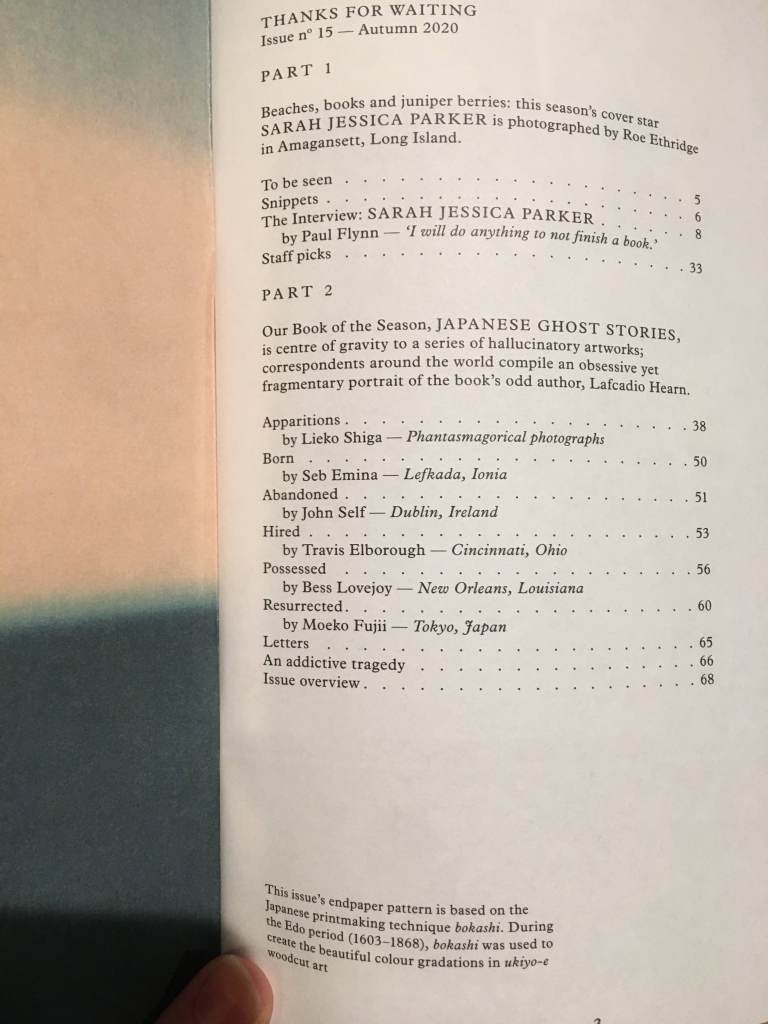 THANKS FOR WAITING
Issue nº 15 — Autumn 2020
PART 1
Beaches, books and juniper berries: this season's cover star
SARAH JESSICA PARKER is photographed by Roe Ethridge
in Amagansett, Long Island.
To be seen . . . . . . . . . . . . . . . . . . 5
Snippets . . . . . . . . . . . . . . . . . . . 6
The Interview: SARAH JESSICA PARKER . . . . . 8
by Paul Flynn — ‘I will do anything to not finish a book.’
Staff picks . . . . . . . . . . . . . . . . . . 33
PART 2
Our Book of the Season, JAPANESE GHOST STORIES,
is centre of gravity to a series of hallucinatory artworks;
correspondents around the world compile an obsessive yet
fragmentary portrait of the book's odd author, Lafcadio Hearn.
Apparitions . . . . . . . . . . . . . . . . . . . 38
by Lieko Shiga — Phantasmagorical photographs
Born . . . . . . . . . . . . . . . . . . . . . 50
by Seb Emina — Lefkada, Ionia
Abandoned . . . . . . . . . . . . . . . . . . . 51
by John Self — Dublin, Ireland
Hired . . . . . . . . . . . . . . . . . . . . . 53
by Travis Elborough — Cincinnati, Ohio
Possessed . . . . . . . . . . . . . . . . . . . 56
by Bess Lovejoy — New Orleans, Louisiana
Resurrected . . . . . . . . . . . . . . . . . . . 60
by Moeko Fujii — Tokyo, Japan
Letters . . . . . . . . . . . . . . . . . . . . 65
An addictive tragedy . . . . . . . . . . . . . . . 66
Issue overview . . . . . . . . . . . . . . . . . . 68
This issue's endpaper pattern is based on the
Japanese printmaking technique bokashi. During
the Edo period (1603–1868), bokashi was used to
create the beautiful colour gradations in ukiyo-e
woodcut art